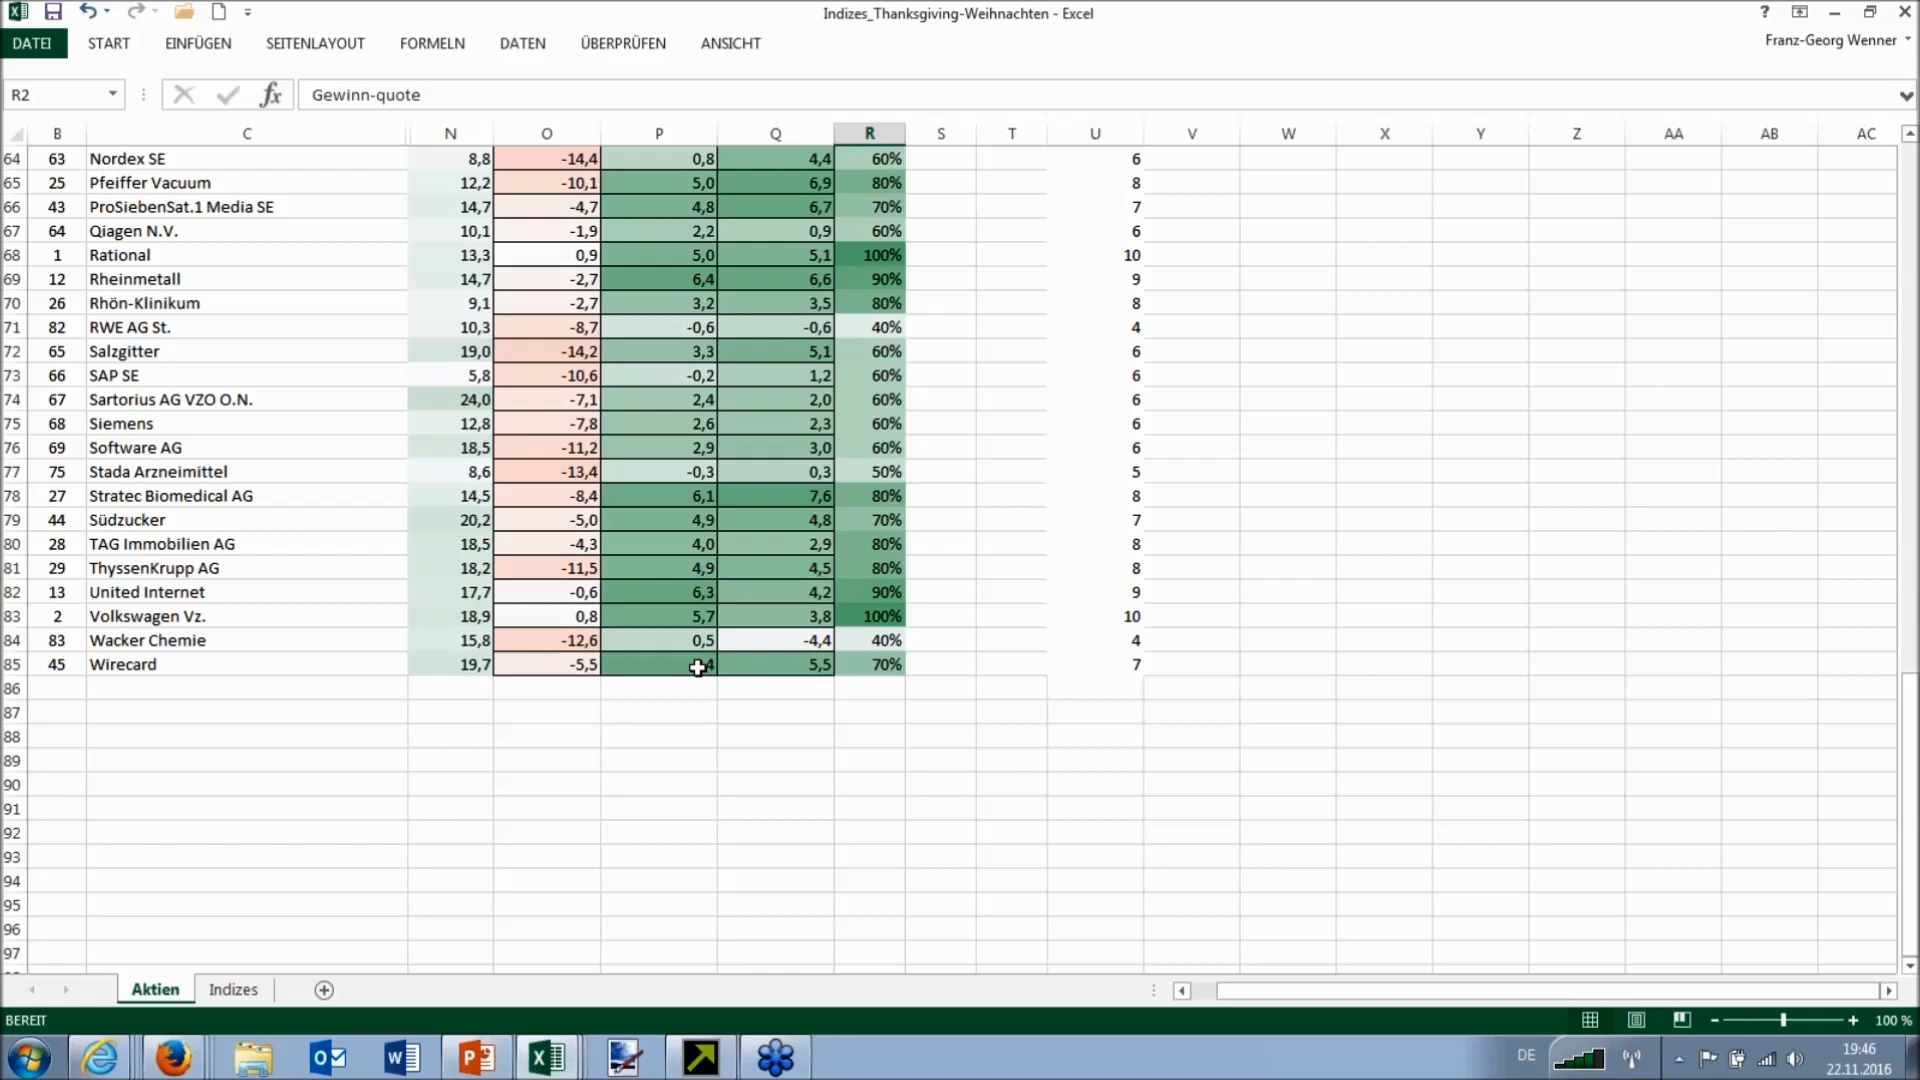 Indizes_Thanksgiving-Weihnachten - Excel
DATEI START EINFÜGEN SEITENLAYOUT FORMELN DATEN ÜBERPRÜFEN ANSICHT Franz-Georg Wenner
R2 fx Gewinn-quote
B C N O P Q R S T U V W X Y Z AA AB AC
64 63 Nordex SE 8,8 -14,4 0,8 4,4 60% 6
65 25 Pfeiffer Vacuum 12,2 -10,1 5,0 6,9 80% 8
66 43 ProSiebenSat.1 Media SE 14,7 -4,7 4,8 6,7 70% 7
67 64 Qiagen N.V. 10,1 -1,9 2,2 0,9 60% 6
68 1 Rational 13,3 0,9 5,0 5,1 100% 10
69 12 Rheinmetall 14,7 -2,7 6,4 6,6 90% 9
70 26 Rhön-Klinikum 9,1 -2,7 3,2 3,5 80% 8
71 82 RWE AG St. 10,3 -8,7 -0,6 -0,6 40% 4
72 65 Salzgitter 19,0 -14,2 3,3 5,1 60% 6
73 66 SAP SE 5,8 -10,6 -0,2 1,2 60% 6
74 67 Sartorius AG VZO O.N. 24,0 -7,1 2,4 2,0 60% 6
75 68 Siemens 12,8 -7,8 2,6 2,3 60% 6
76 69 Software AG 18,5 -11,2 2,9 3,0 60% 6
77 75 Stada Arzneimittel 8,6 -13,4 -0,3 0,3 50% 5
78 27 Stratec Biomedical AG 14,5 -8,4 6,1 7,6 80% 8
79 44 Südzucker 20,2 -5,0 4,9 4,8 70% 7
80 28 TAG Immobilien AG 18,5 -4,3 4,0 2,9 80% 8
81 29 ThyssenKrupp AG 18,2 -11,5 4,9 4,5 80% 8
82 13 United Internet 17,7 -0,6 6,3 4,2 90% 9
83 2 Volkswagen Vz. 18,9 0,8 5,7 3,8 100% 10
84 83 Wacker Chemie 15,8 -12,6 0,5 -4,4 40% 4
85 45 Wirecard 19,7 -5,5 5,5 70% 7
86
87
88
89
90
91
92
93
94
95
96
97
Aktien Indizes
BEREIT 100 %
DE 19:46
22.11.2016